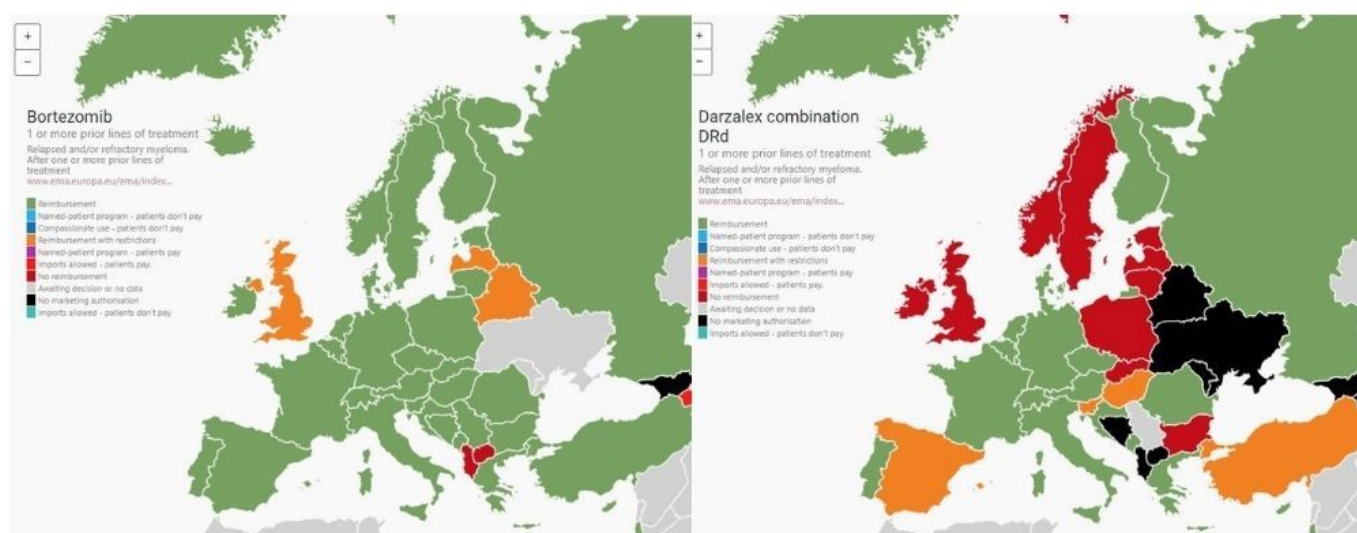 +
−
Bortezomib
1 or more prior lines of treatment
Relapsed and/or refractory myeloma.
After one or more prior lines of
treatment
www.ema.europa.eu/ema/index...
Reimbursement
Named-patient program - patients don't pay
Compassionate use - patients don't pay
Reimbursement with restrictions
Named-patient program - patients pay
Imports allowed - patients pay.
No reimbursement
Awaiting decision or no data
No marketing authorisation
Imports allowed - patients don't pay
+
−
Darzalex combination
DRd
1 or more prior lines of treatment
Relapsed and/or refractory myeloma.
After one or more prior lines of
treatment
www.ema.europa.eu/ema/index...
Reimbursement
Named-patient program - patients don't pay
Compassionate use - patients don't pay
Reimbursement with restrictions
Named-patient program - patients pay
Imports allowed - patients pay.
No reimbursement
Awaiting decision or no data
No marketing authorisation
Imports allowed - patients don't pay